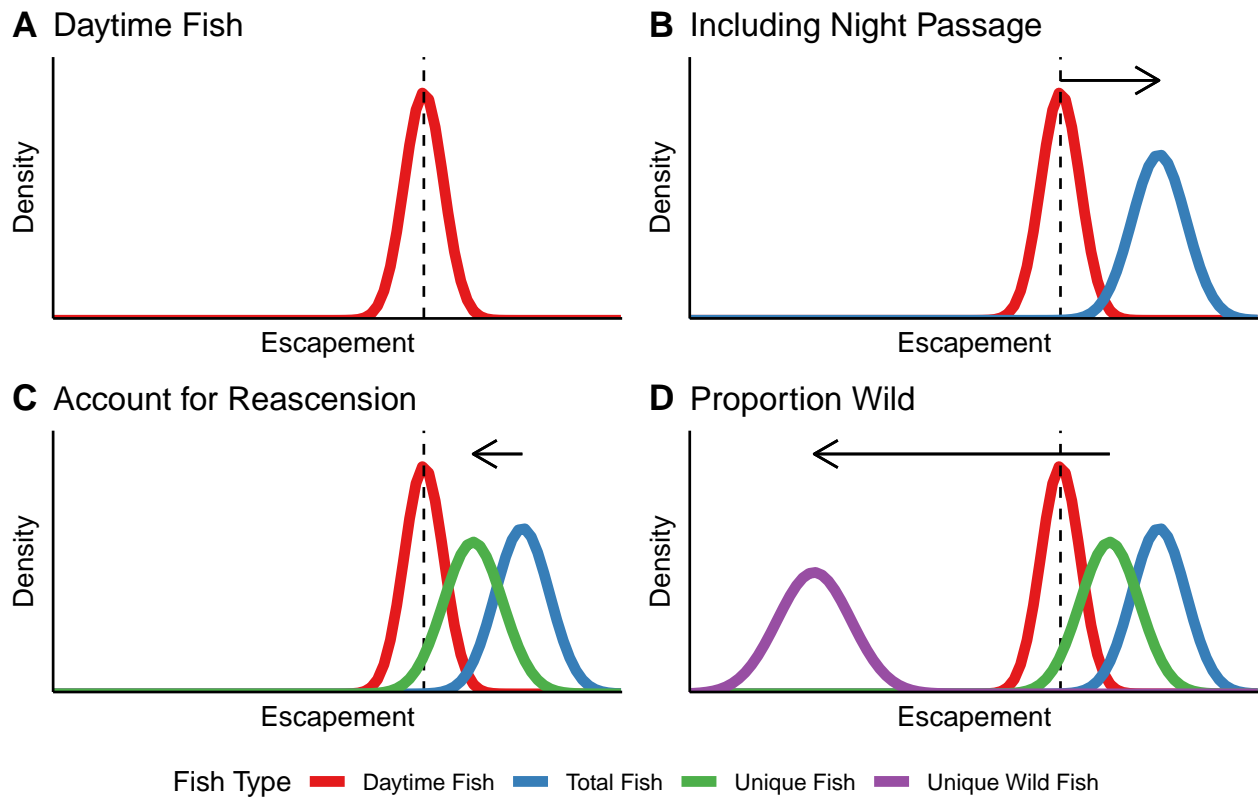 A Daytime Fish
Density
Escapement
B Including Night Passage
Density
Escapement
C Account for Reascension
Density
Escapement
D Proportion Wild
Density
Escapement
Fish Type Daytime Fish Total Fish Unique Fish Unique Wild Fish